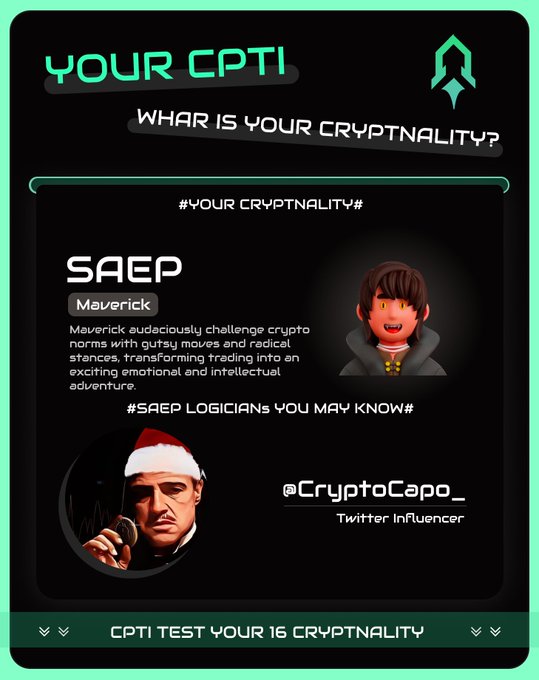 YOUR CPTI
WHAR IS YOUR CRYPTNALITY?
#YOUR CRYPTNALITY#
SAEP
Maverick
Maverick audaciously challenge crypto
norms with gutsy moves and radical
stances, transforming trading into an
exciting emotional and intellectual
adventure.
#SAEP LOGICIANs YOU MAY KNOW#
@CryptoCapo_
Twitter Influencer
CPTI TEST YOUR 16 CRYPTNALITY